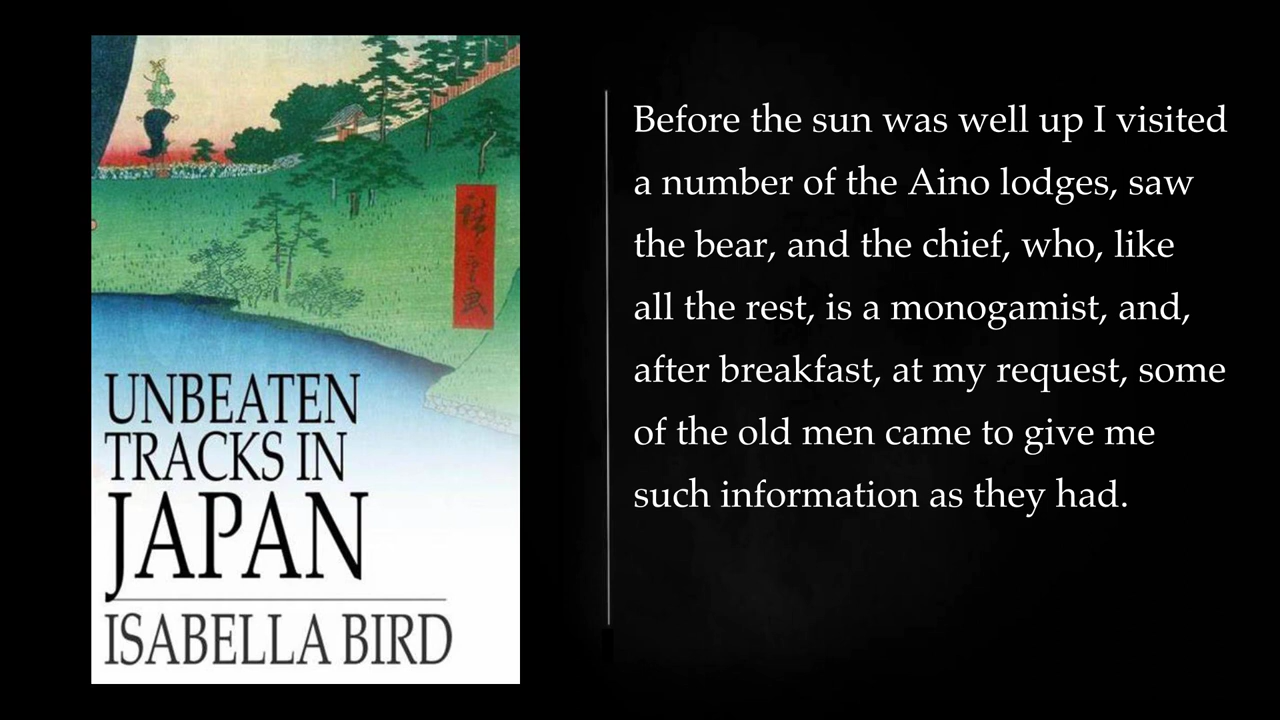 UNBEATEN
TRACKS IN
JAPAN
ISABELLA BIRD
Before the sun was well up I visited
a number of the Aino lodges, saw
the bear, and the chief, who, like
all the rest, is a monogamist, and,
after breakfast, at my request, some
of the old men came to give me
such information as they had.